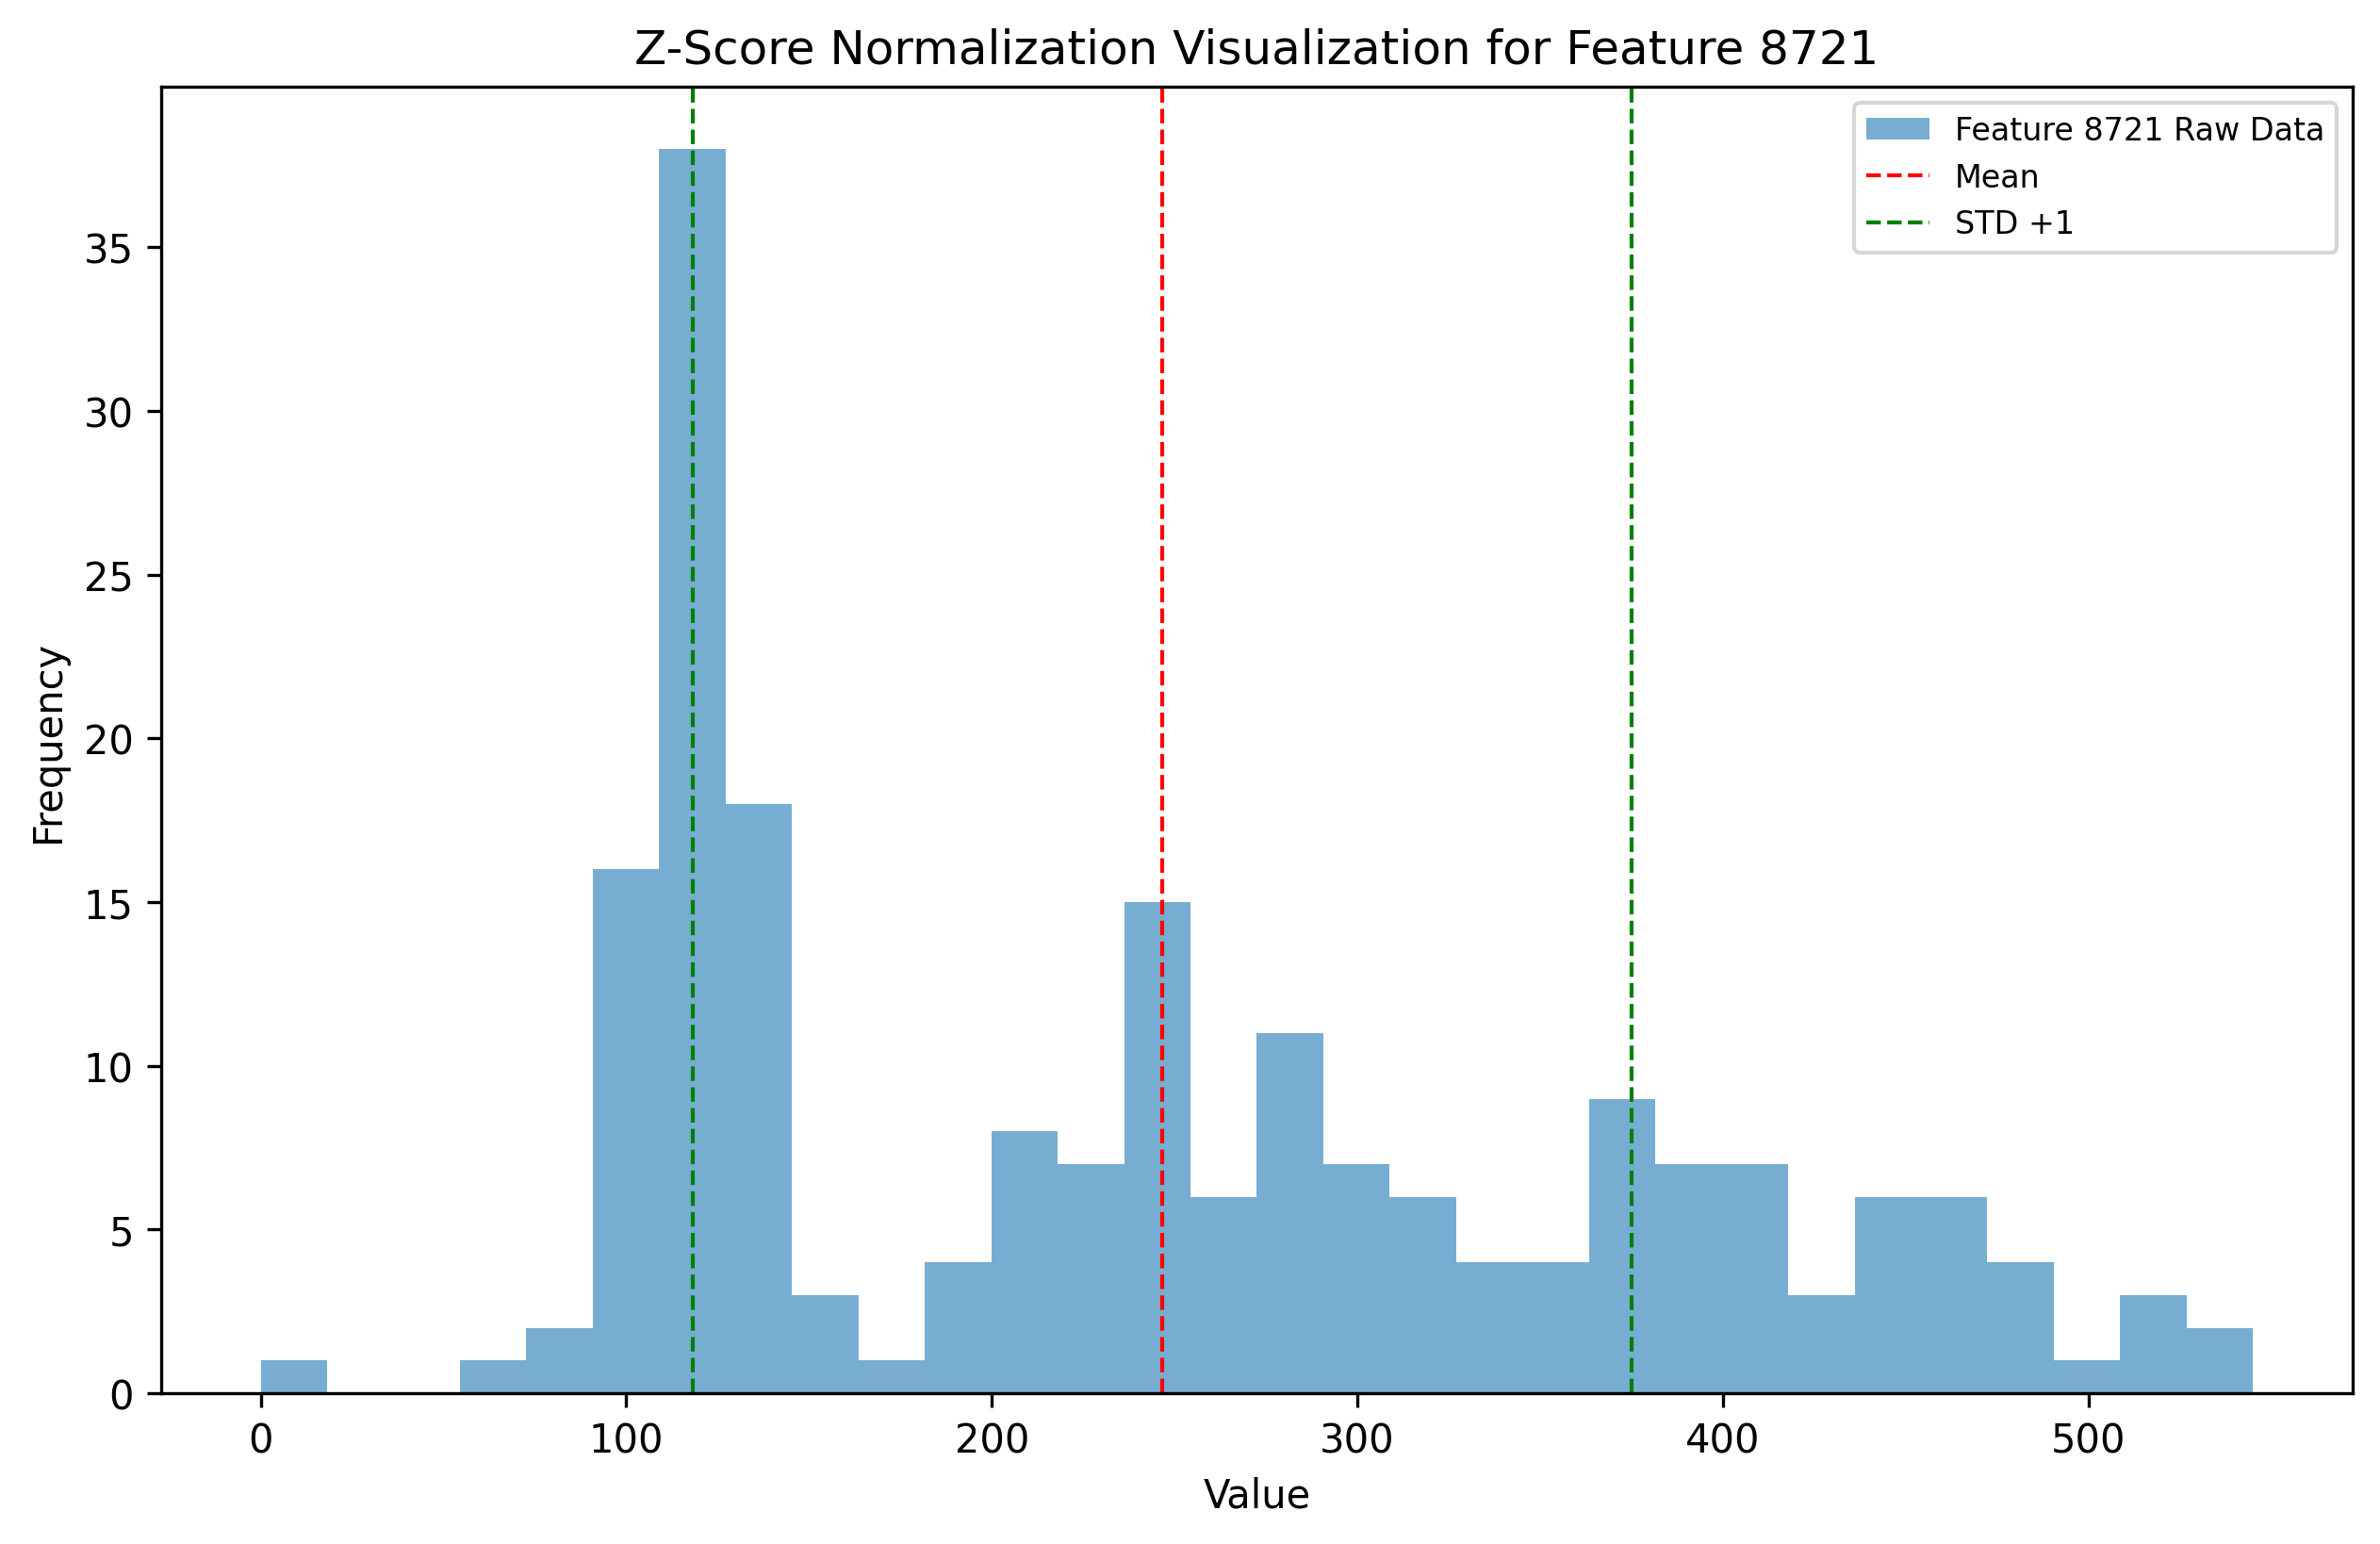 Z-Score Normalization Visualization for Feature 8721
Feature 8721 Raw Data
Mean
STD +1
35
30
25
20
15
10
5
0
Frequency
0 100 200 300 400 500
Value